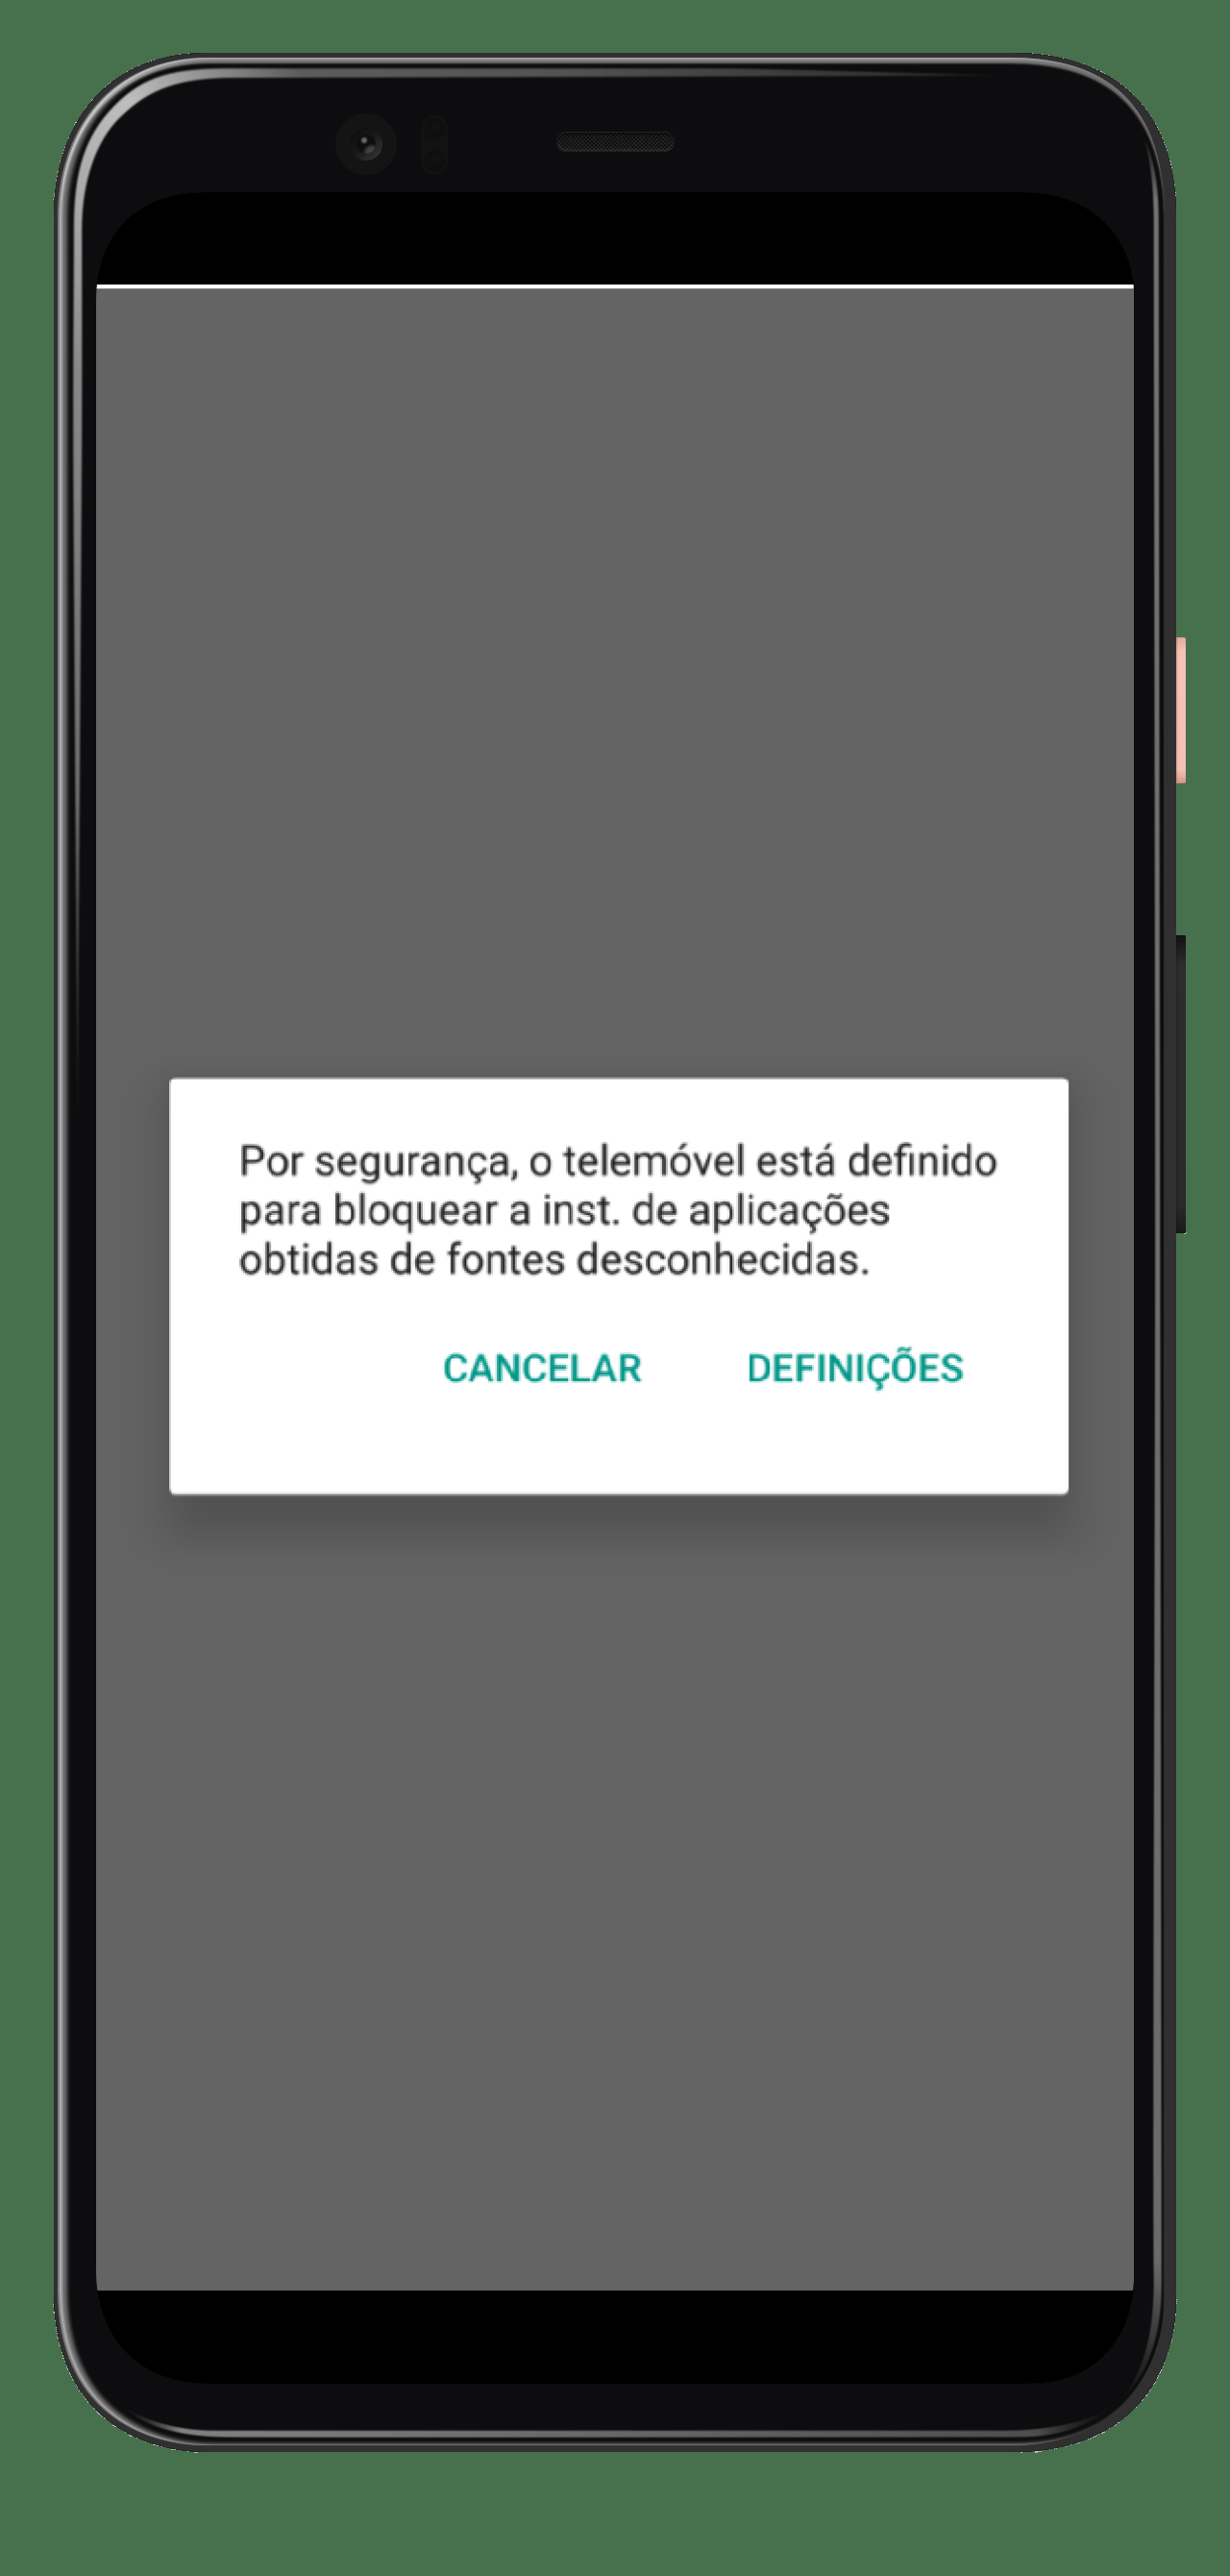 Por segurança, o telemóvel está definido
para bloquear a inst. de aplicações
obtidas de fontes desconhecidas.
CANCELAR DEFINIÇÕES